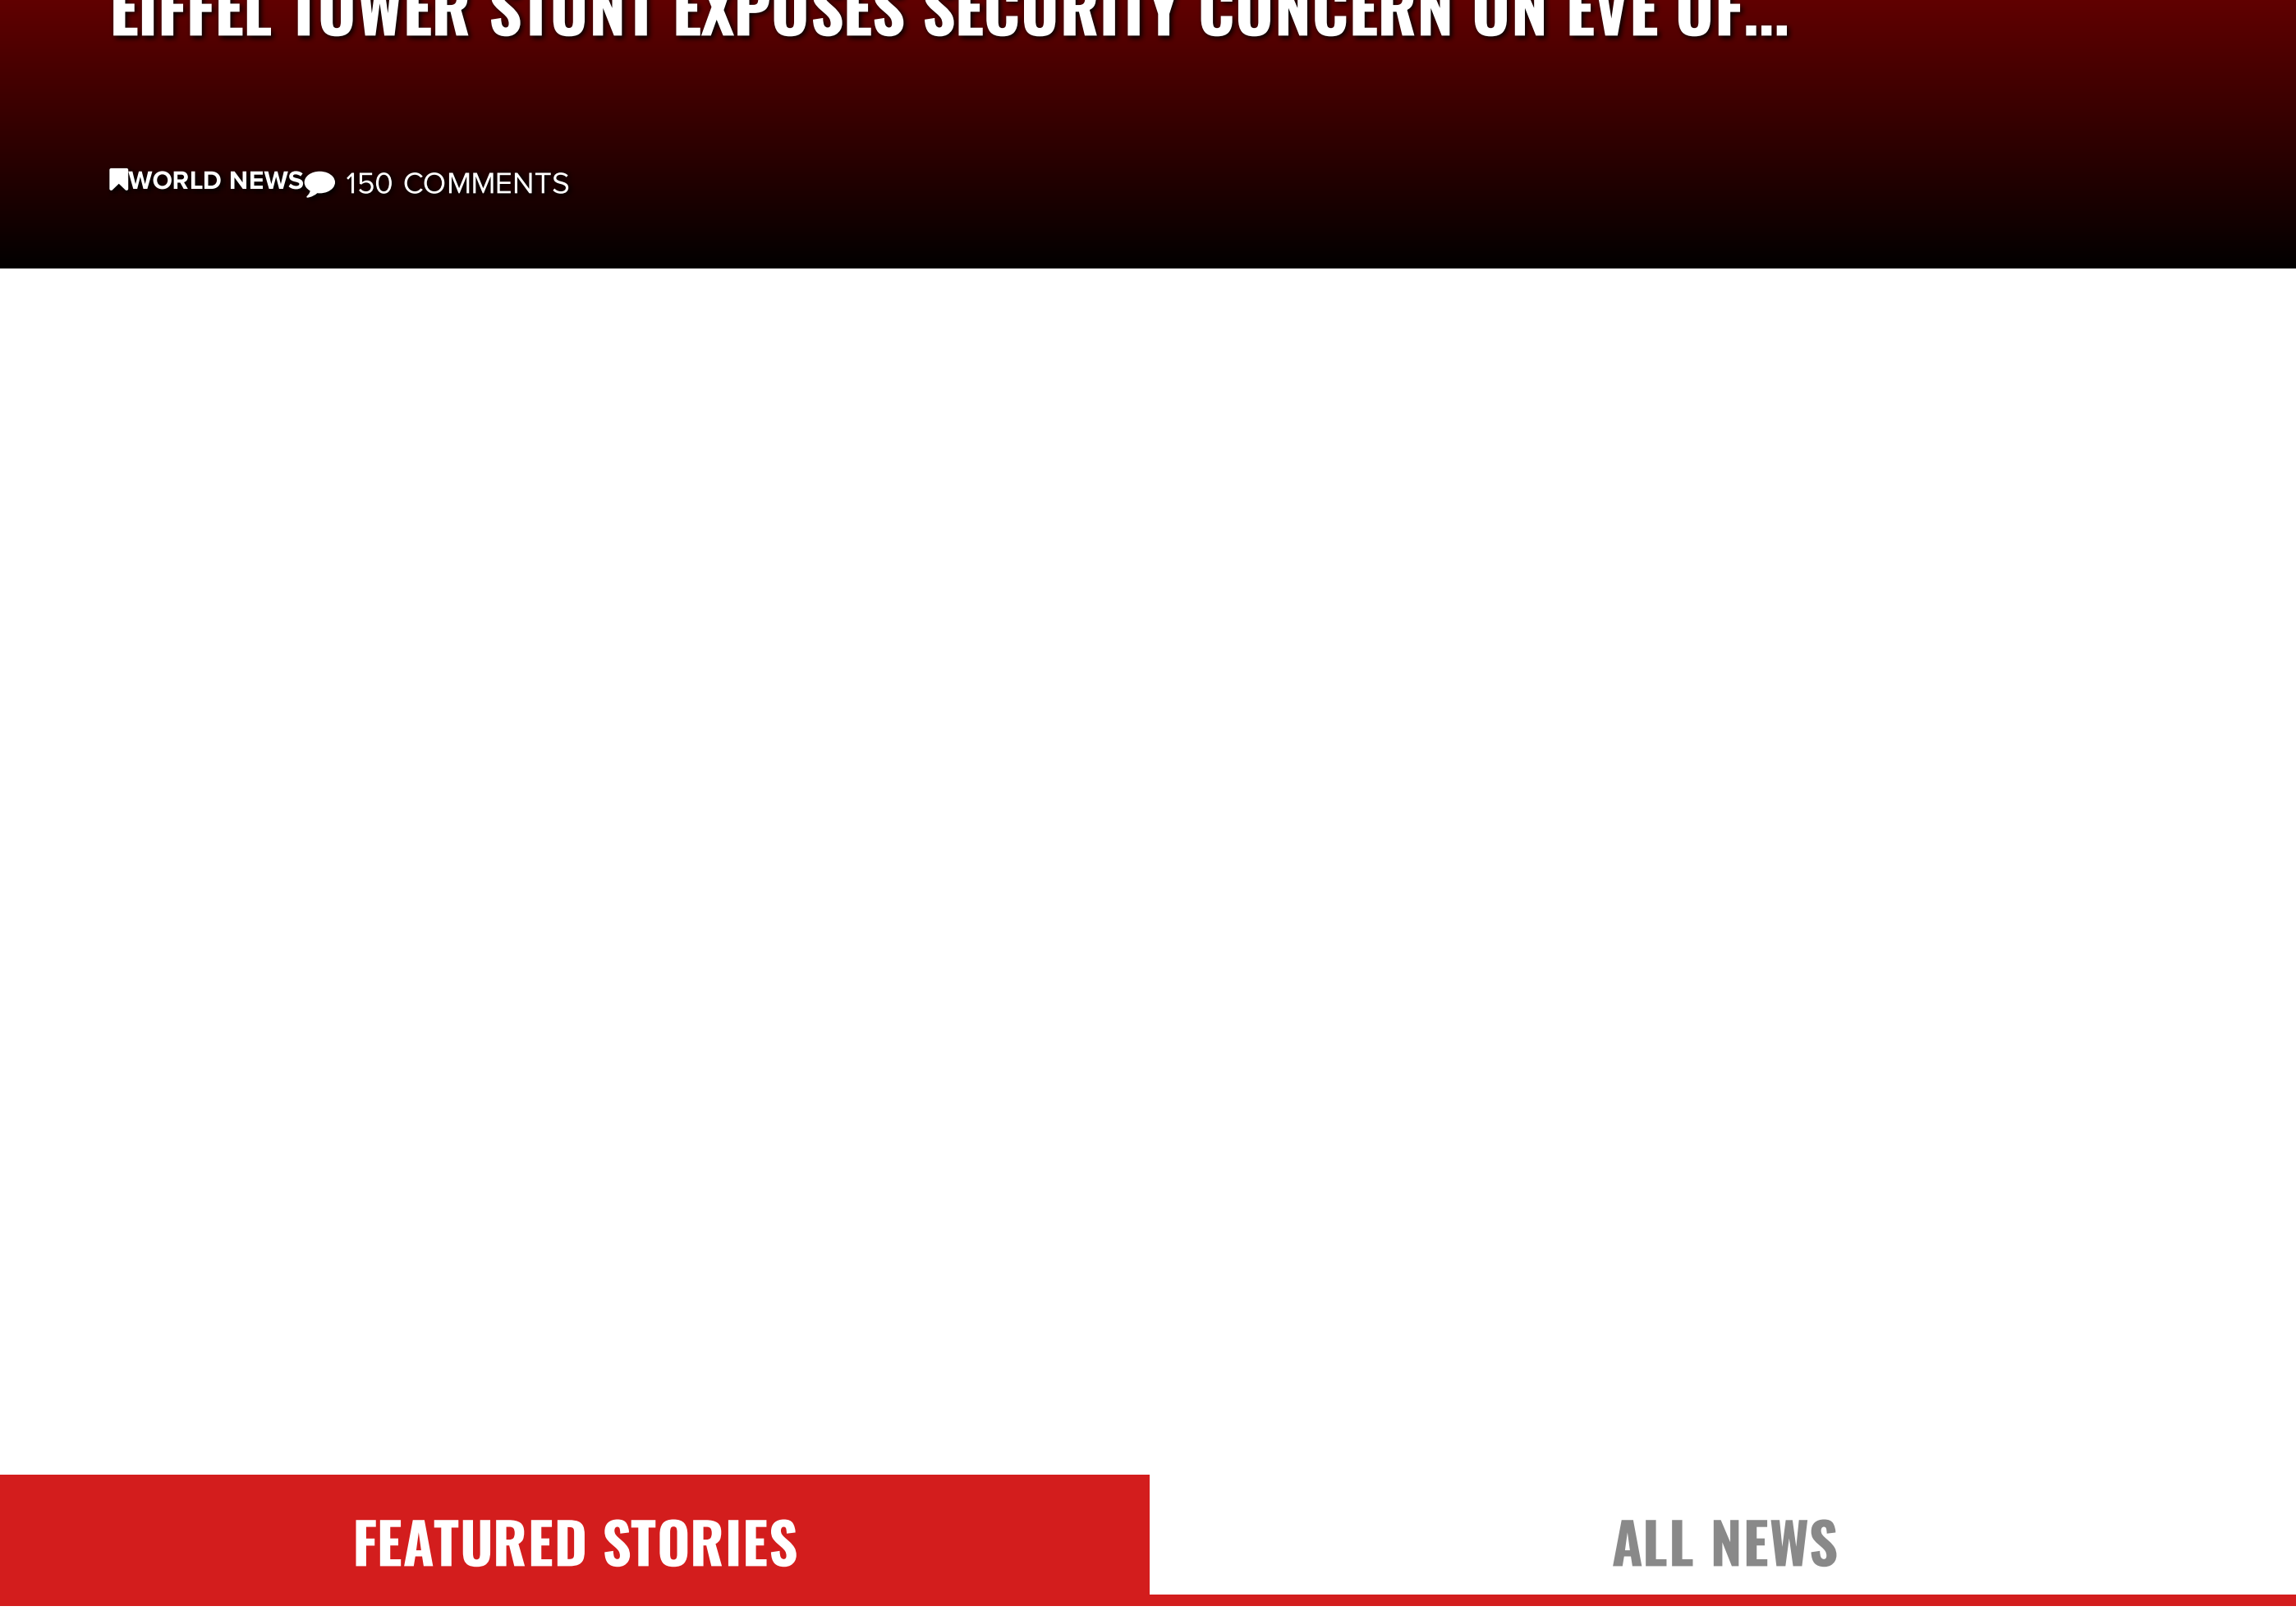 EIFFEL TOWER STUNT EXPOSES SECURITY CONCERN ON EVE OF...
WORLD NEWS 150 COMMENTS
FEATURED STORIES ALL NEWS